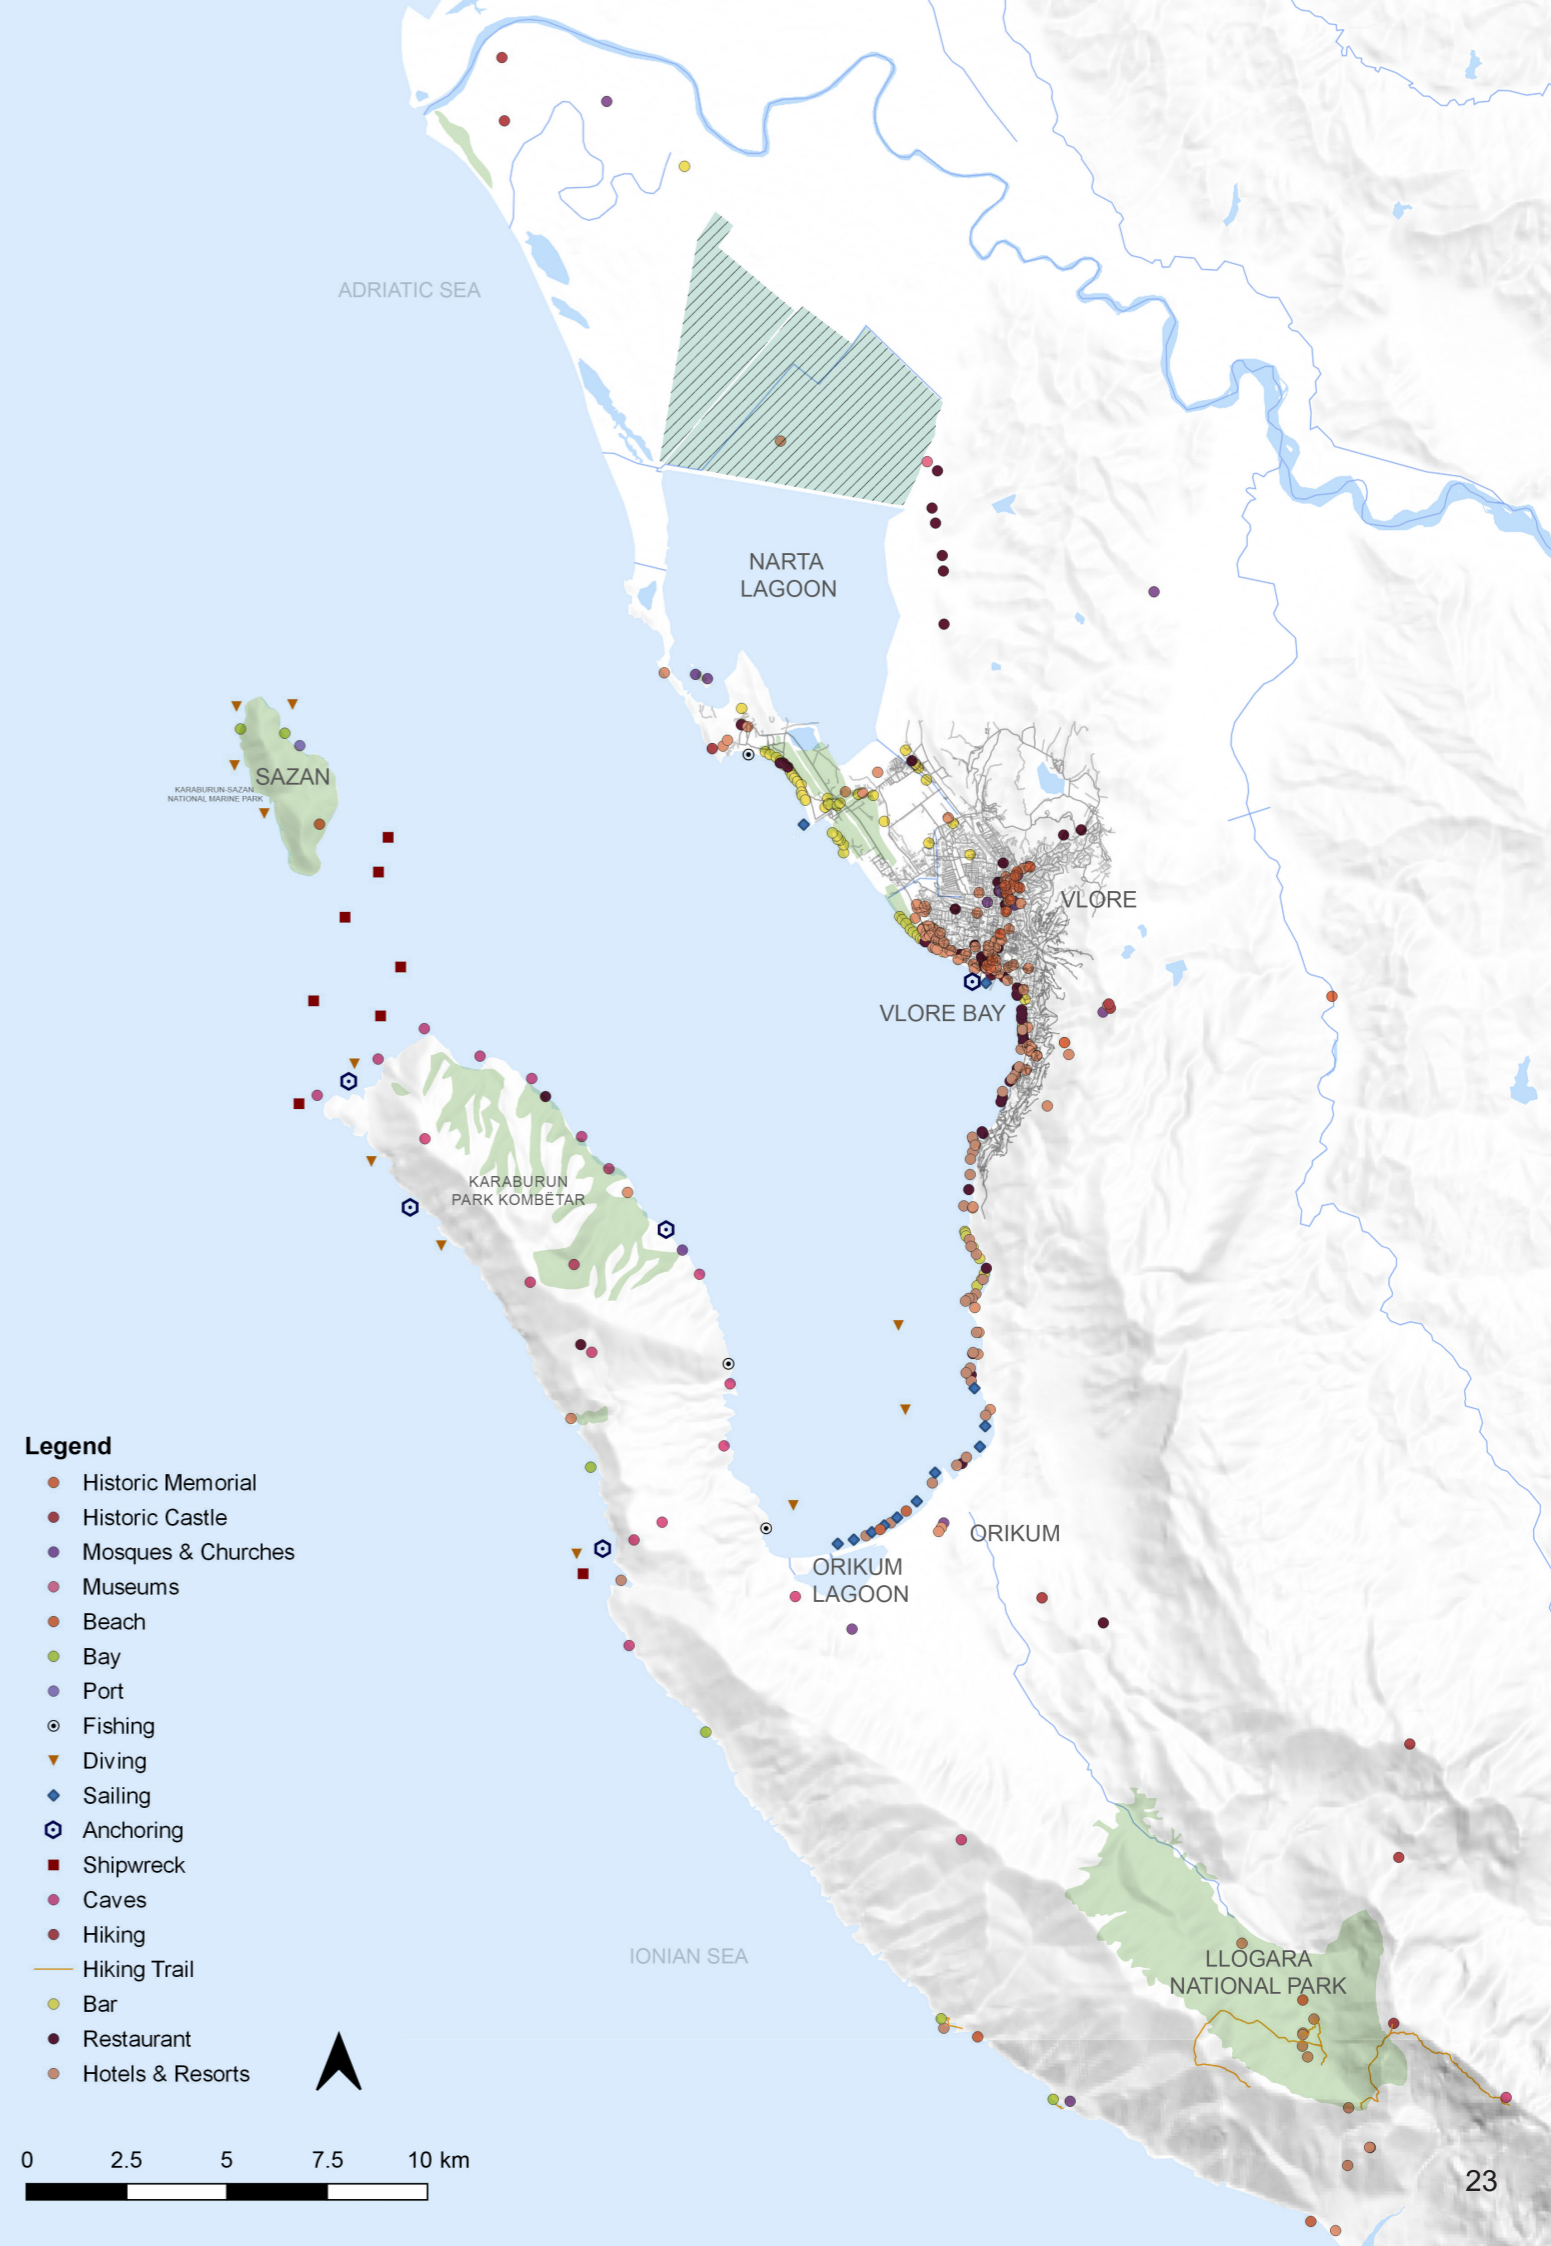 ADRIATIC SEA
NARTA
LAGOON
SAZAN
KARABURUN-SAZAN
NATIONAL MARINE PARK
VLORE
VLORE BAY
KARABURUN
PARK KOMBËTAR
ORIKUM
ORIKUM
LAGOON
IONIAN SEA
LLOGARA
NATIONAL PARK
Legend
Historic Memorial
Historic Castle
Mosques & Churches
Museums
Beach
Bay
Port
Fishing
Diving
Sailing
Anchoring
Shipwreck
Caves
Hiking
Hiking Trail
Bar
Restaurant
Hotels & Resorts
0 2.5 5 7.5 10 km
23